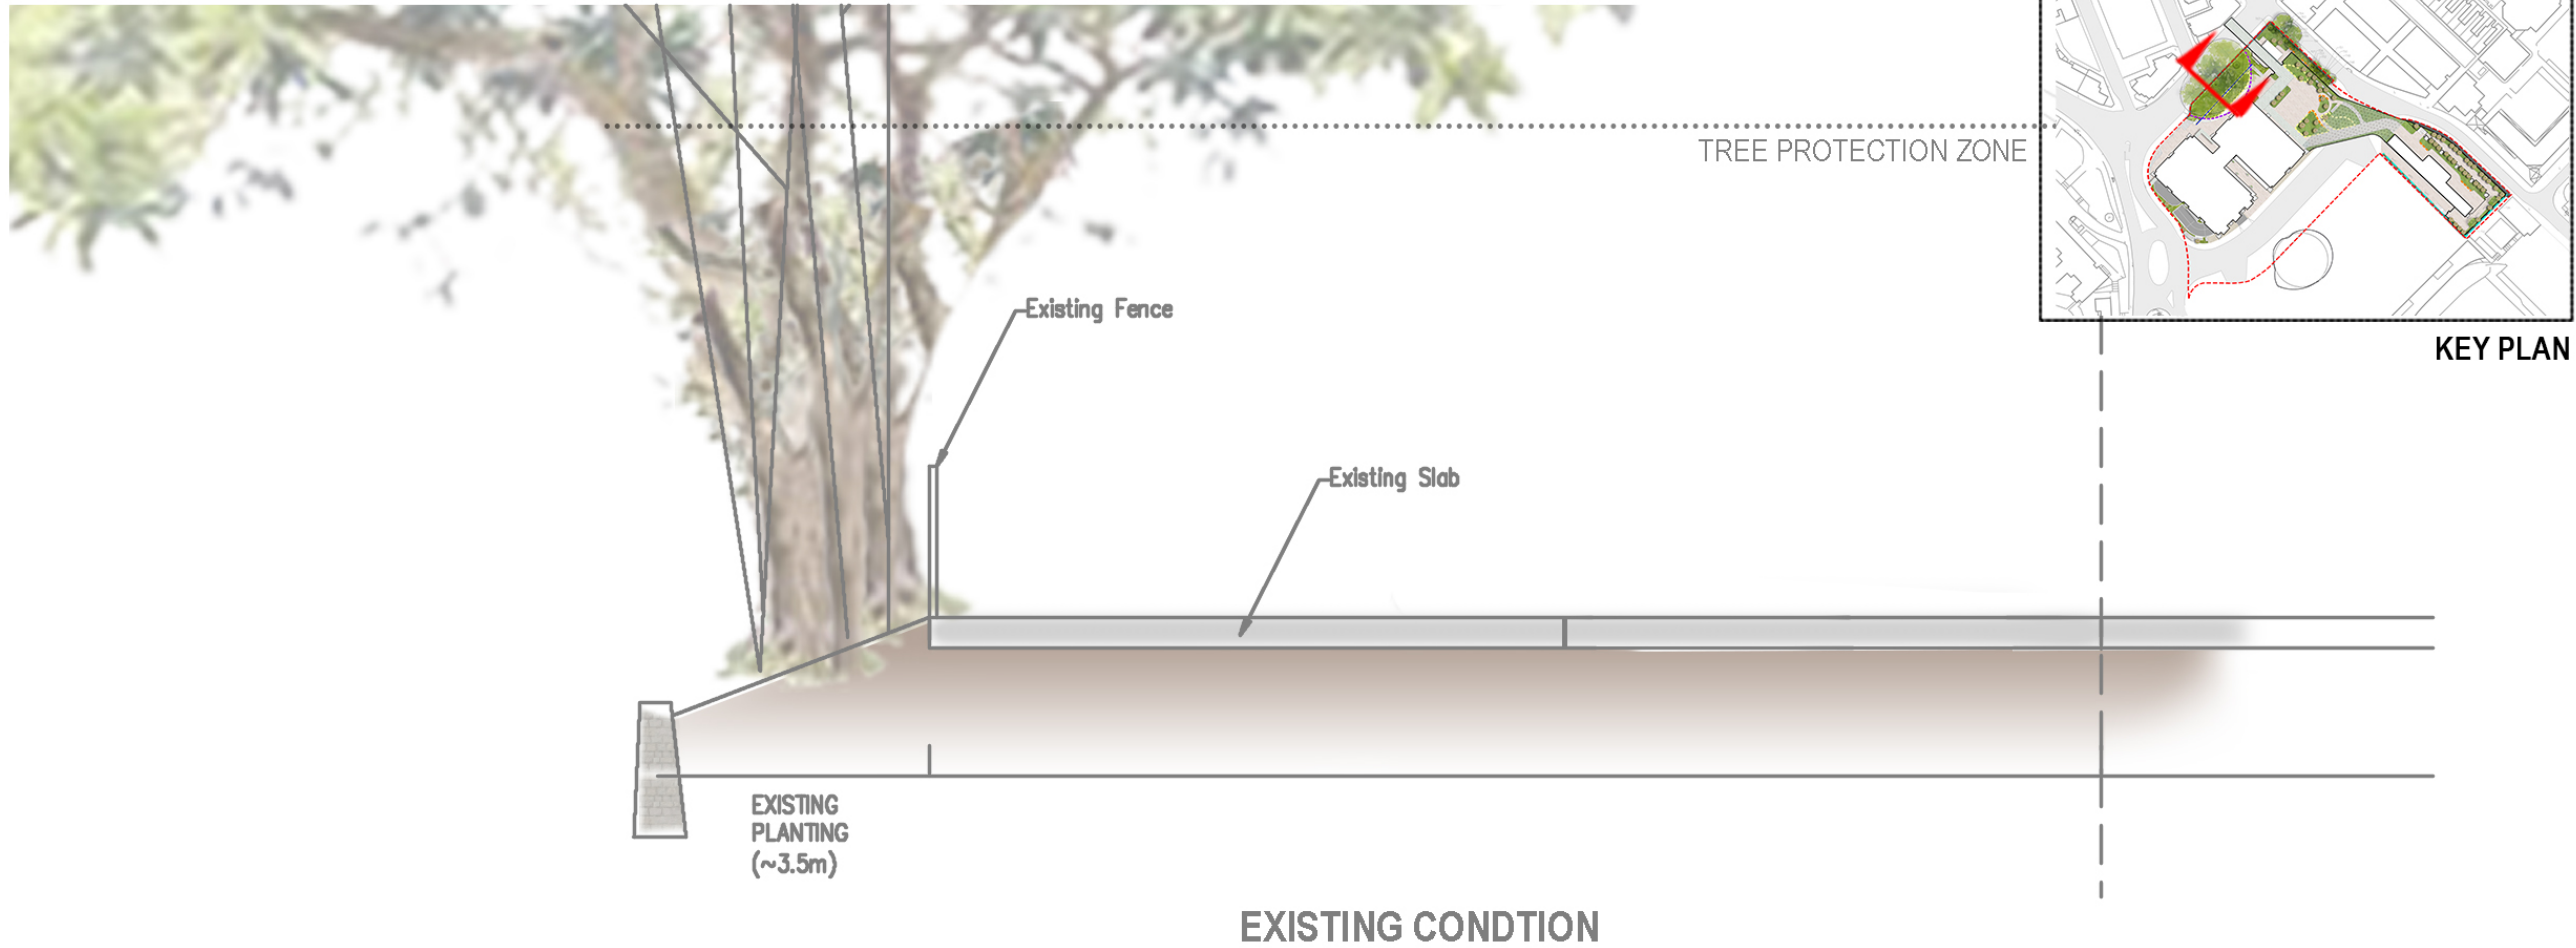 TREE PROTECTION ZONE
KEY PLAN
Existing Fence
Existing Slab
EXISTING
PLANTING
(~3.5m)
EXISTING CONDTION